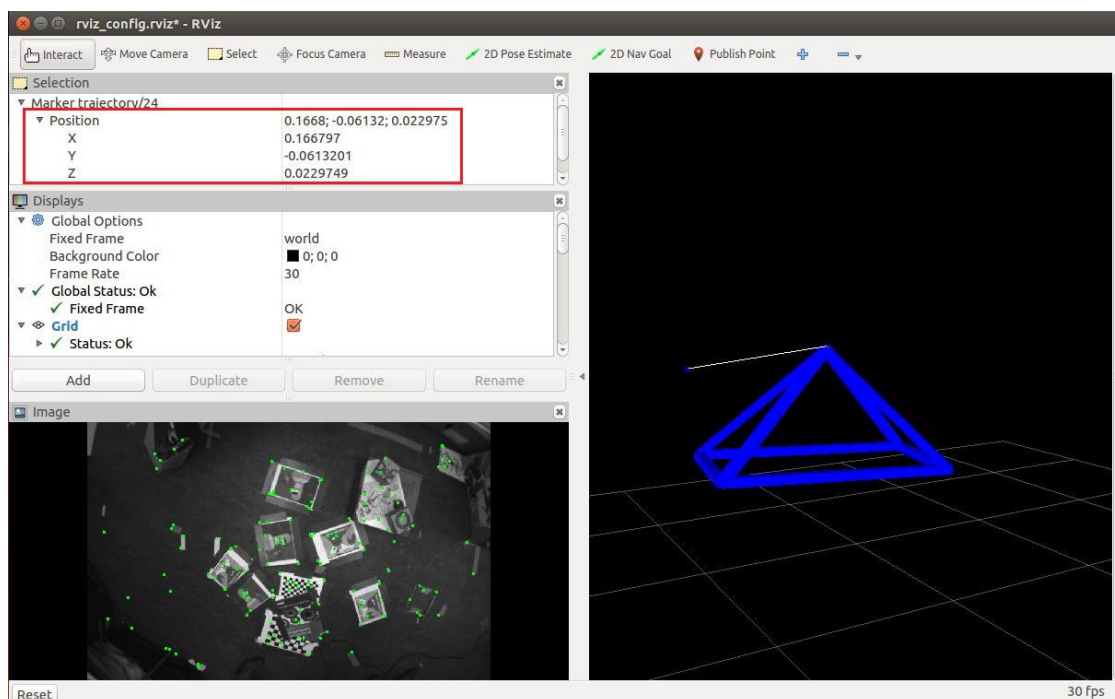 rviz_config.rviz* - RViz
Interact Move Camera Select Focus Camera Measure 2D Pose Estimate 2D Nav Goal Publish Point
Selection
Marker trajectory/24
Position 0.1668; -0.06132; 0.022975
X 0.166797
Y -0.0613201
Z 0.0229749
Displays
Global Options
Fixed Frame world
Background Color 0; 0; 0
Frame Rate 30
Global Status: Ok
Fixed Frame OK
Grid
Status: Ok
Add Duplicate Remove Rename
Image
Reset 30 fps